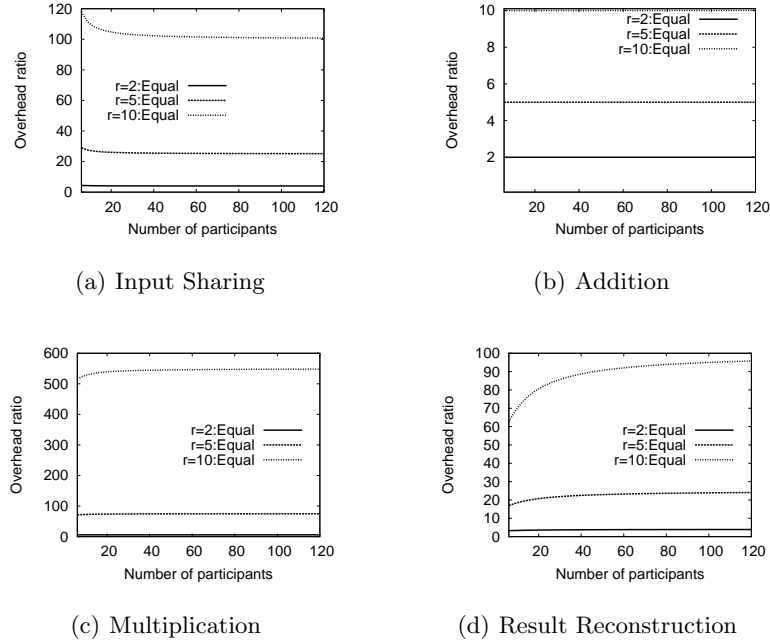 120
100
80
60
40
20
0
Overhead ratio
r=2:Equal
r=5:Equal
r=10:Equal
20 40 60 80 100 120
Number of participants
(a) Input Sharing
10
8
6
4
2
Overhead ratio
r=2:Equal
r=5:Equal
r=10:Equal
20 40 60 80 100 120
Number of participants
(b) Addition
600
500
400
300
200
100
0
Overhead ratio
r=2:Equal
r=5:Equal
r=10:Equal
20 40 60 80 100 120
Number of participants
(c) Multiplication
100
90
80
70
60
50
40
30
20
10
0
Overhead ratio
r=2:Equal
r=5:Equal
r=10:Equal
20 40 60 80 100 120
Number of participants
(d) Result Reconstruction